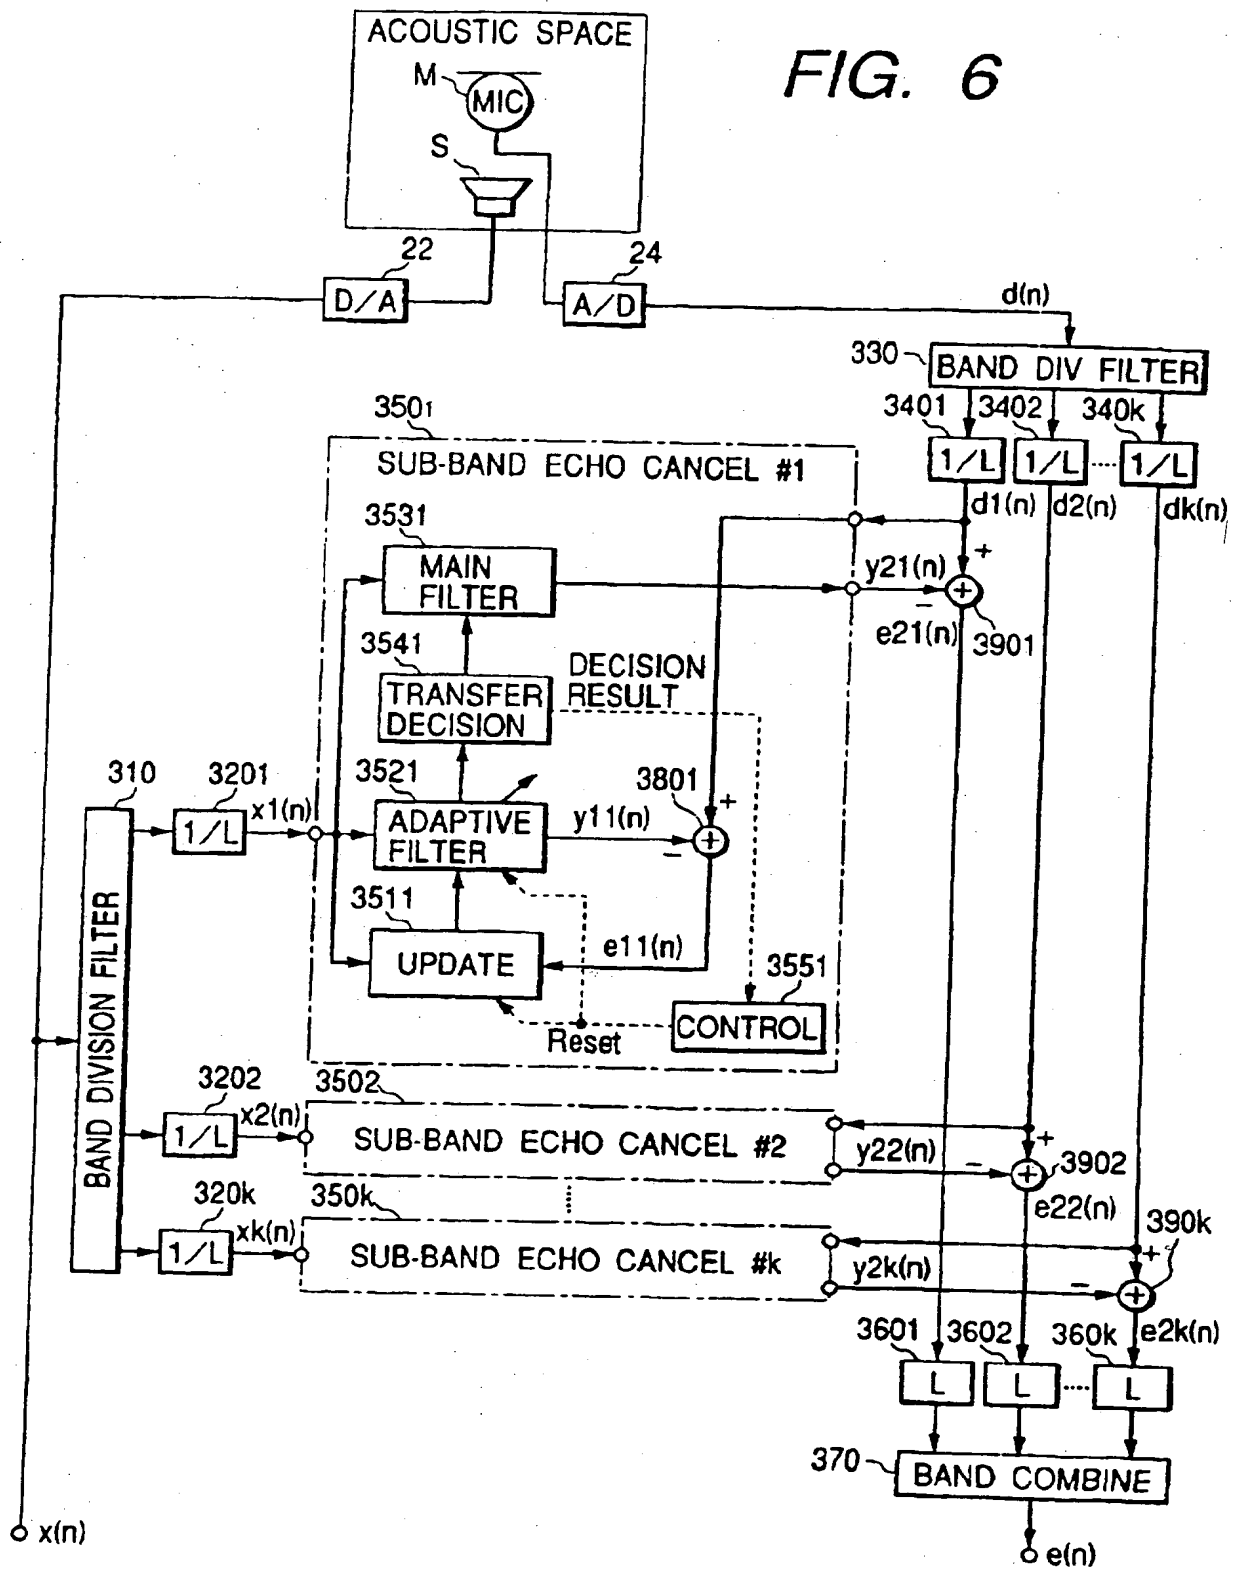 ACOUSTIC SPACE
FIG. 6
M
MIC
S
22
24
D/A
A/D
d(n)
330
BAND DIV FILTER
3401
3402
340k
3501
SUB-BAND ECHO CANCEL #1
1/L
1/L
1/L
d1(n)
d2(n)
dk(n)
3531
MAIN
FILTER
+
y21(n)
+
−
e21(n)
3901
3541
TRANSFER
DECISION
DECISION
RESULT
310
3201
x1(n)
1/L
3521
ADAPTIVE
FILTER
y11(n)
3801
+
−
+
3511
UPDATE
e11(n)
3551
CONTROL
Reset
BAND DIVISION FILTER
3202
x2(n)
1/L
3502
SUB-BAND ECHO CANCEL #2
y22(n)
+
−
+
3902
e22(n)
320k
xk(n)
1/L
350k
SUB-BAND ECHO CANCEL #k
y2k(n)
+
−
+
390k
e2k(n)
3601
3602
360k
L
L
L
370
BAND COMBINE
x(n)
e(n)